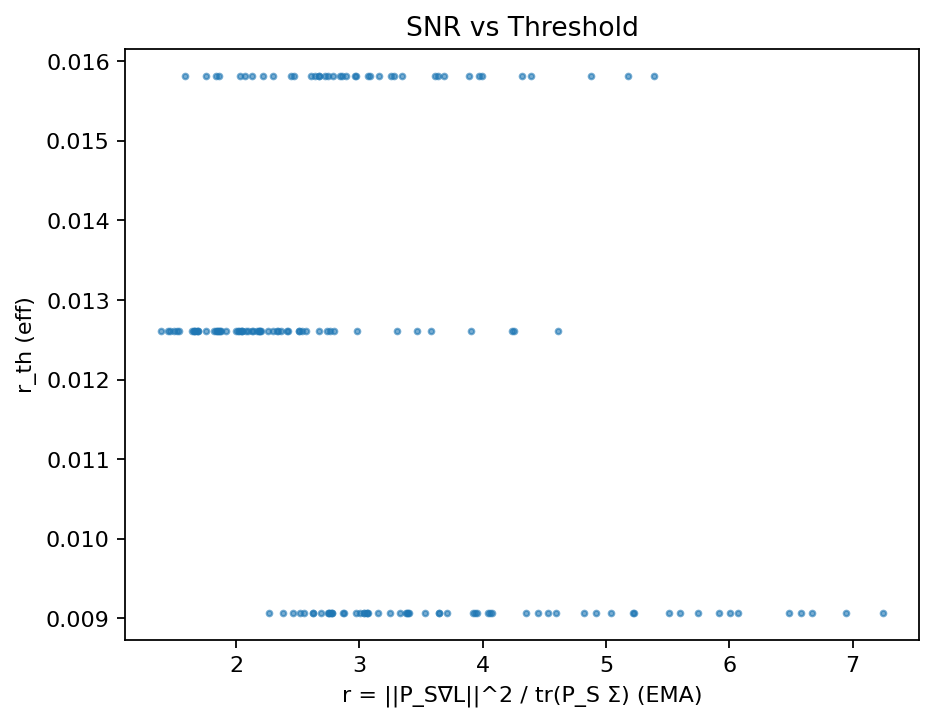 SNR vs Threshold
0.016
0.015
0.014
0.013
0.012
0.011
0.010
0.009
r_th (eff)
2 3 4 5 6 7
r = ||P_S∇L||^2 / tr(P_S Σ) (EMA)